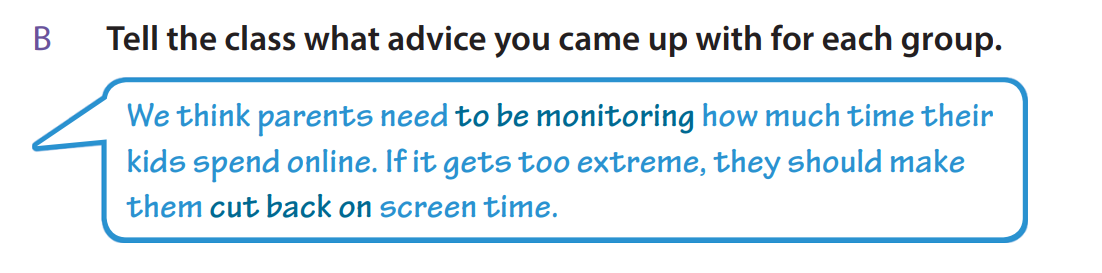 B Tell the class what advice you came up with for each group.
We think parents need to be monitoring how much time their
kids spend online. If it gets too extreme, they should make
them cut back on screen time.